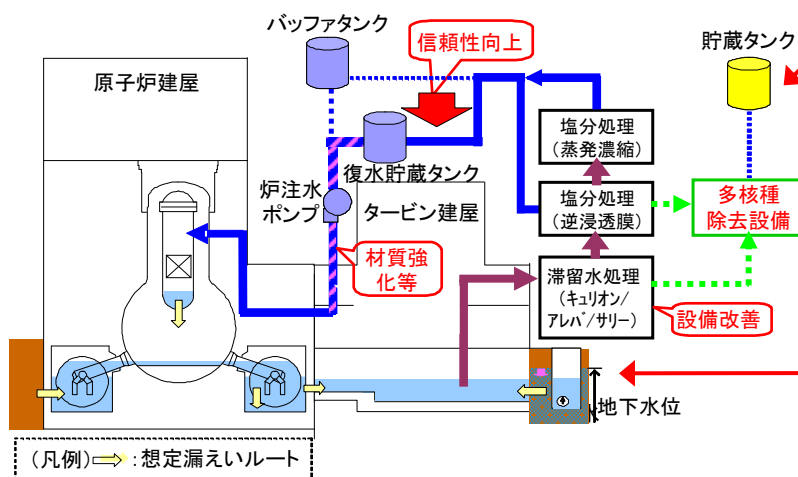 バッファタンク
信頼性向上
貯蔵タンク
原子炉建屋
塩分処理
(蒸発濃縮)
復水貯蔵タンク
炉注水
ポンプ
タービン建屋
塩分処理
(逆浸透膜)
多核種
除去設備
材質強
化等
滞留水処理
(キュリオン/
アレバ/サリー)
設備改善
地下水位
(凡例) :想定漏えいルート